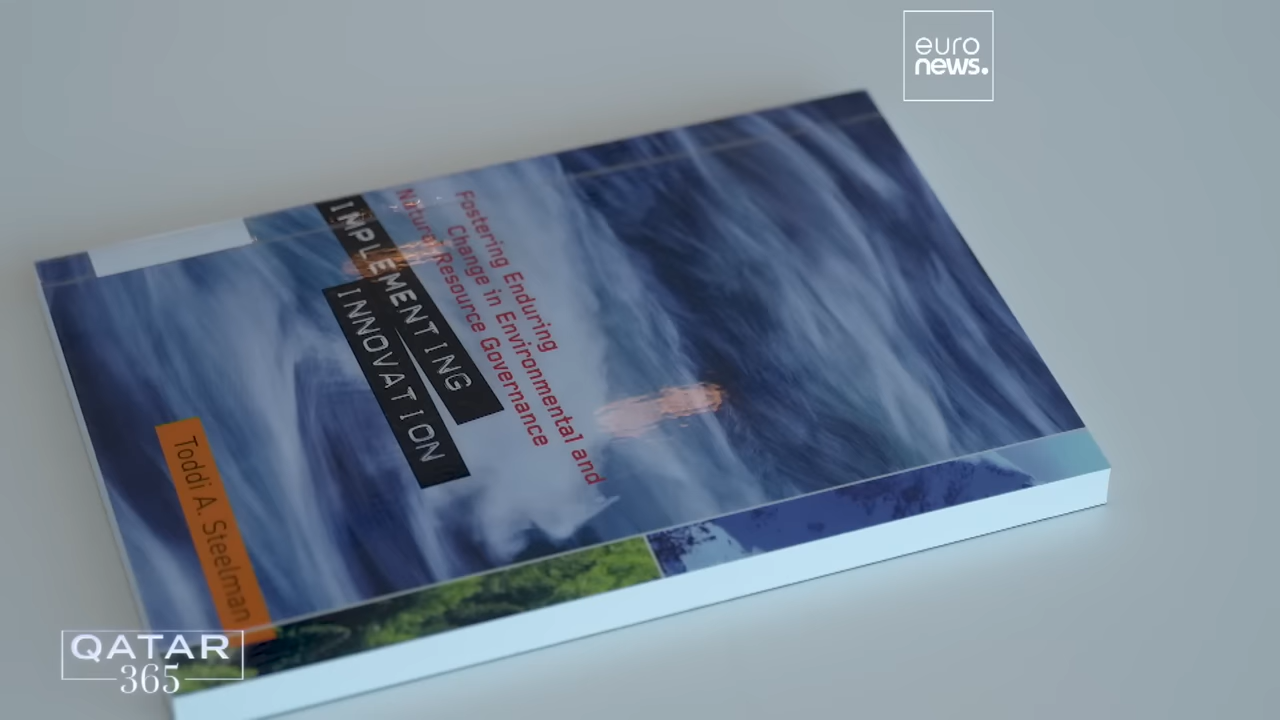 euro
news.
IMPLEMENTING
INNOVATION
Fostering Enduring
Change in Environmental and
Natural Resource Governance
Toddi A. Steelman
QATAR
365